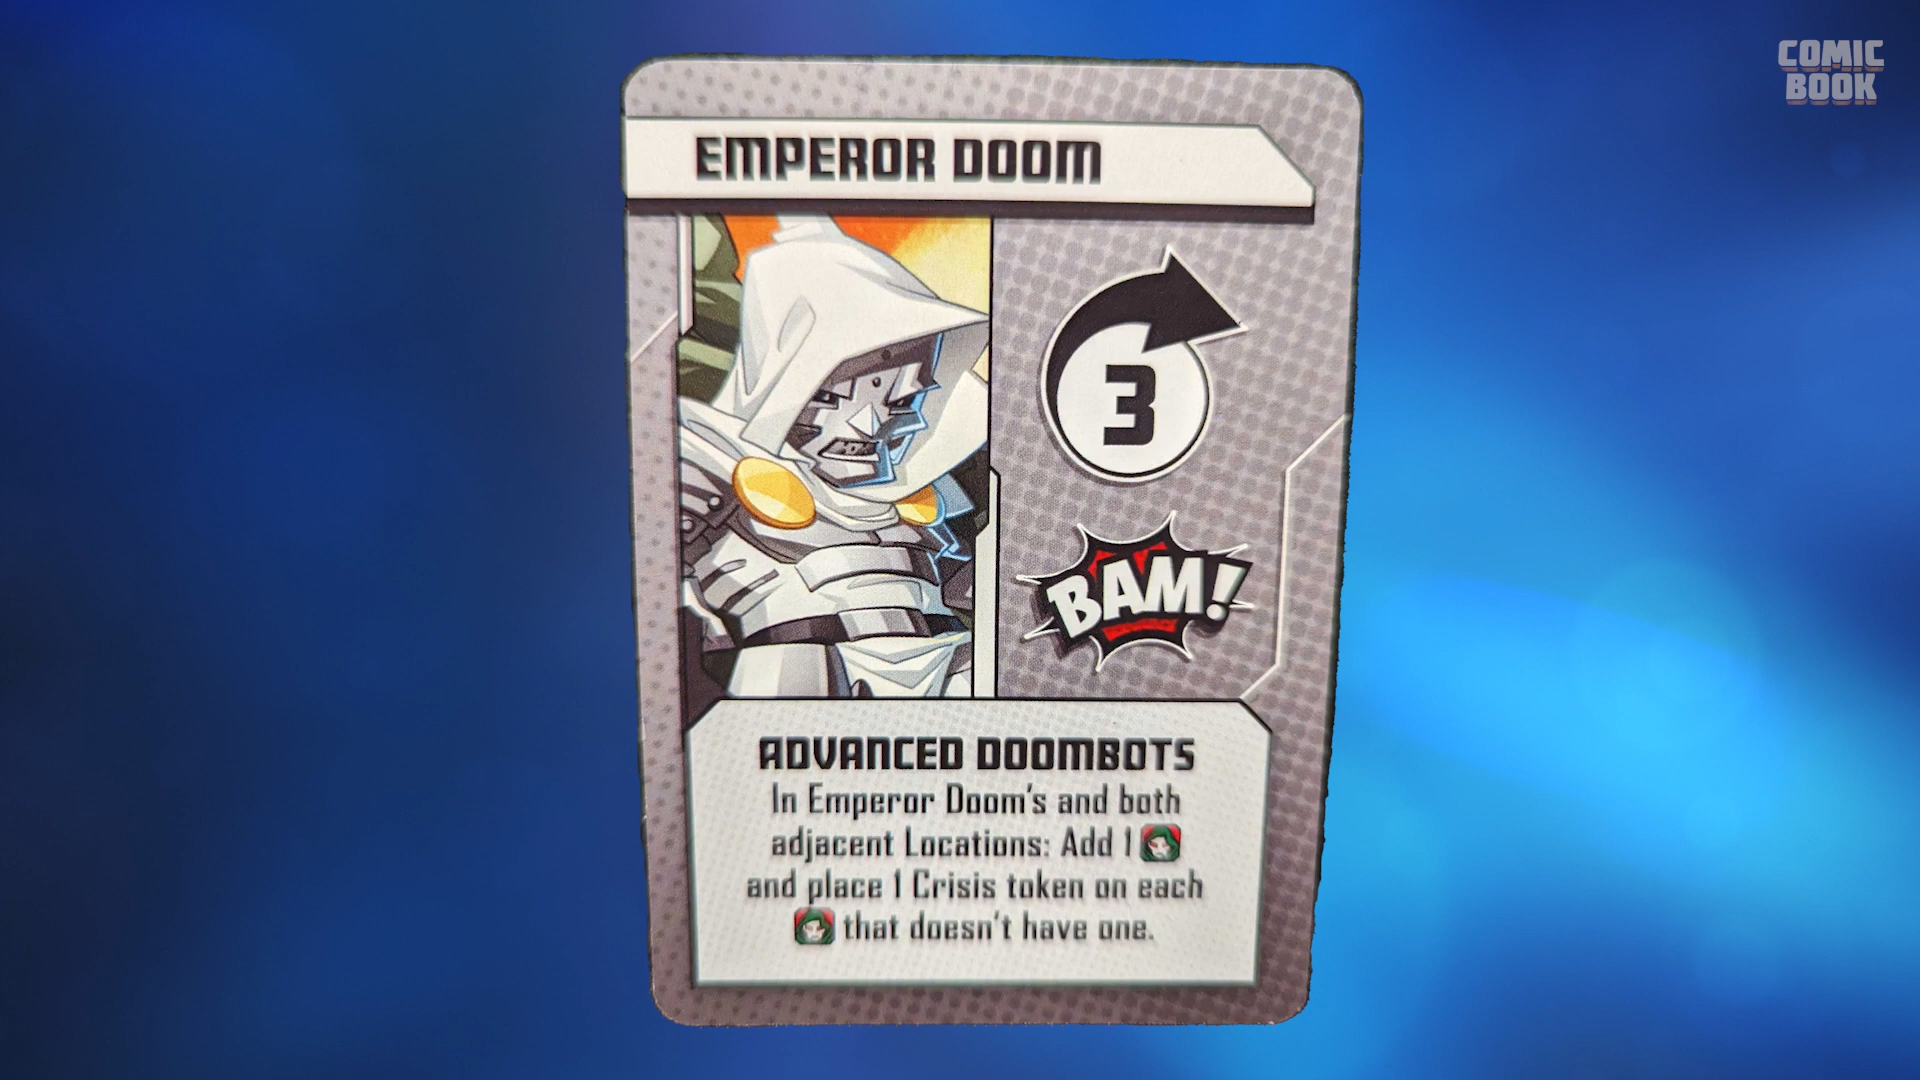 COMIC
BOOK
EMPEROR DOOM
3
BAM!
ADVANCED DOOMBOTS
In Emperor Doom's and both
adjacent Locations: Add 1
and place 1 Crisis token on each
that doesn't have one.